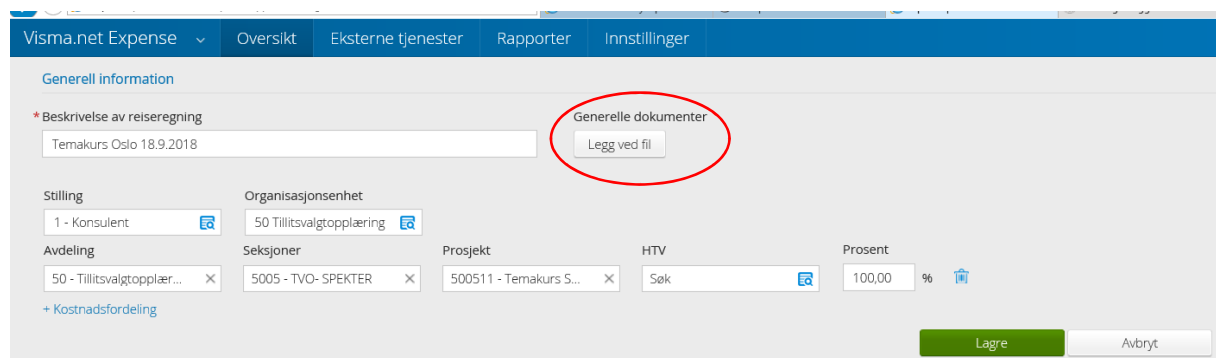 Visma.net Expense Oversikt Eksterne tjenester Rapporter Innstillinger
Generell information
* Beskrivelse av reiseregning Generelle dokumenter
Temakurs Oslo 18.9.2018 Legg ved fil
Stilling Organisasjonsenhet
1 - Konsulent 50 Tillitsvalgtopplæring
Avdeling Seksjoner Prosjekt HTV Prosent
50 - Tillitsvalgtopplær... 5005 - TVO- SPEKTER 500511 - Temakurs S... Søk 100,00 %
+ Kostnadsfordeling
Lagre Avbryt